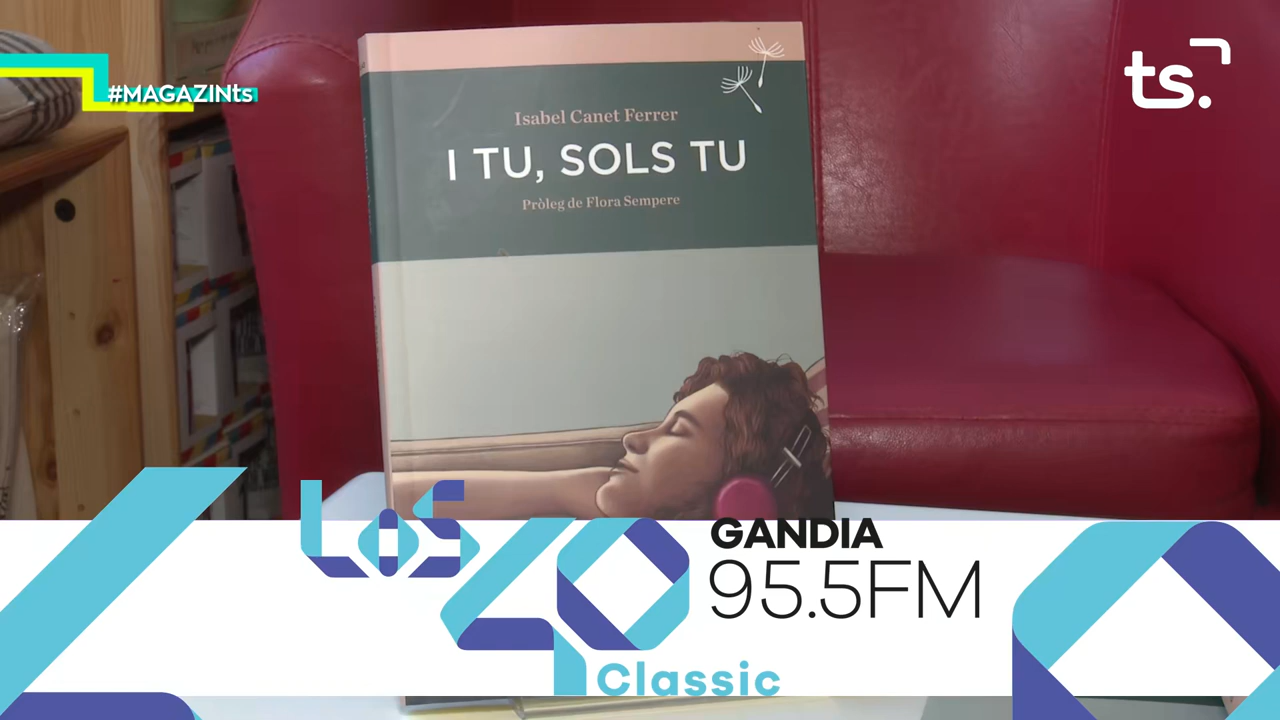 #MAGAZINts
ts.
Isabel Canet Ferrer
I TU, SOLS TU
Pròleg de Flora Sempere
LOS
40
Classic
GANDIA
95.5FM